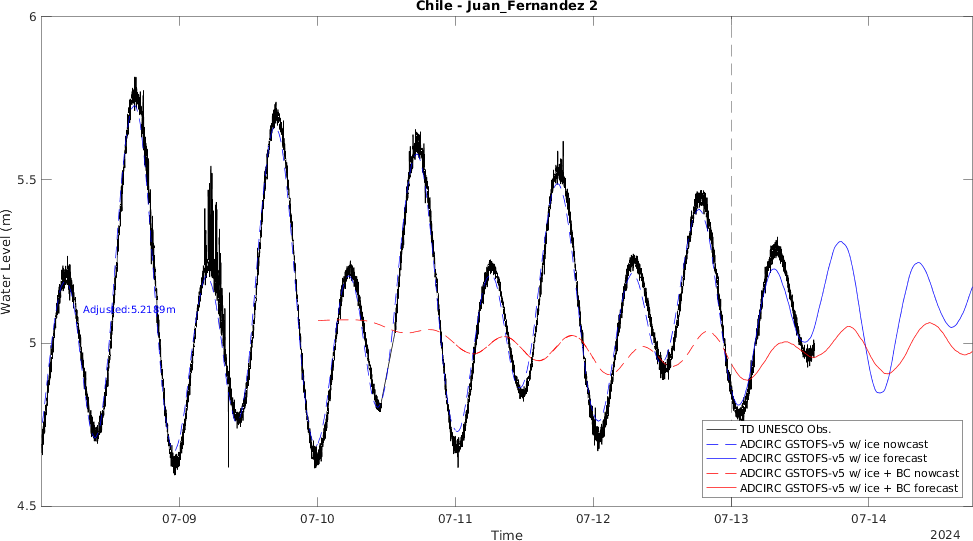 Chile - Juan_Fernandez 2
6
5.5
5
4.5
Water Level (m)
Adjusted:5.2189m
TD UNESCO Obs.
ADCIRC GSTOFS-v5 w/ ice nowcast
ADCIRC GSTOFS-v5 w/ ice forecast
ADCIRC GSTOFS-v5 w/ ice + BC nowcast
ADCIRC GSTOFS-v5 w/ ice + BC forecast
07-09 07-10 07-11 07-12 07-13 07-14
Time
2024